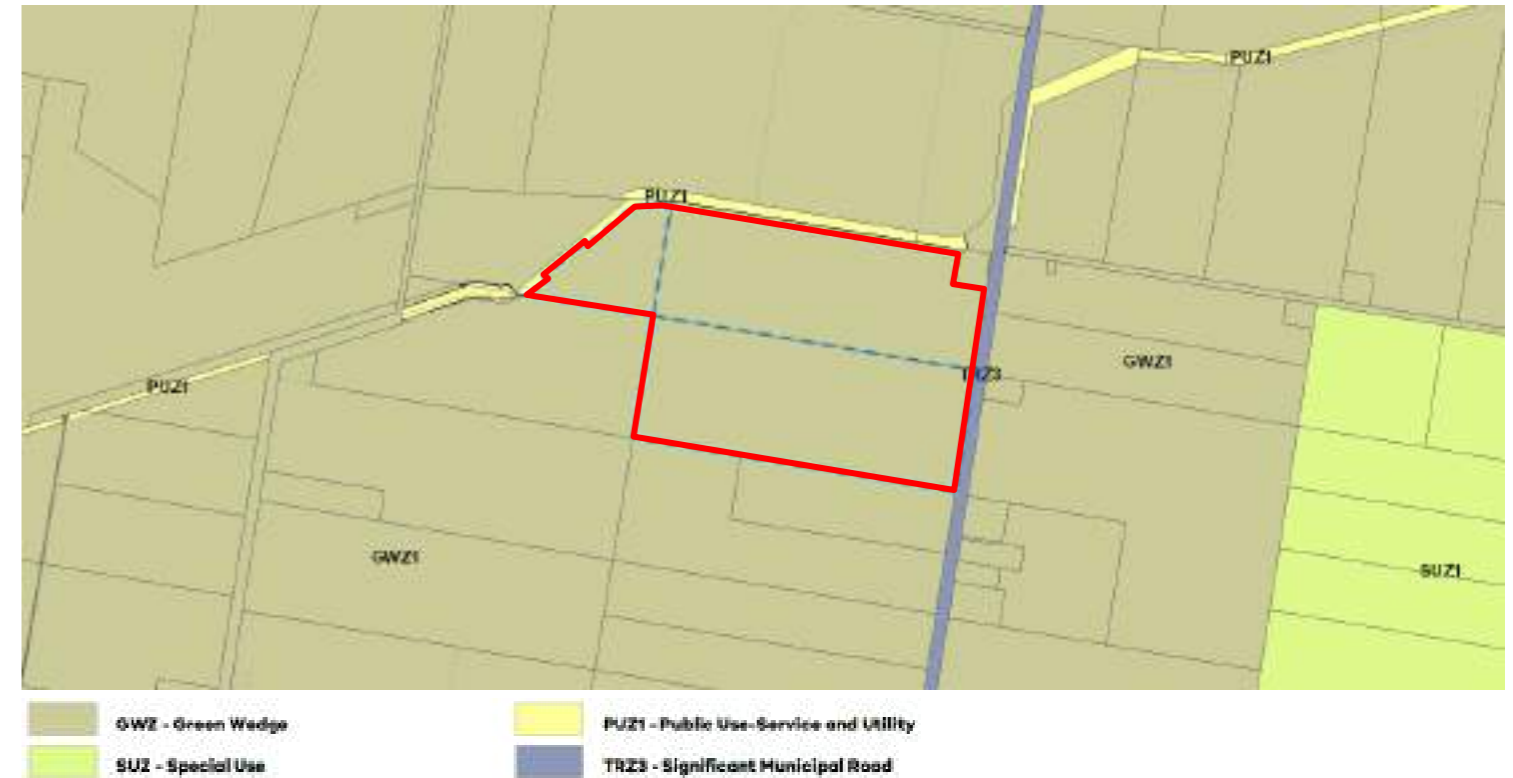 PUZ1
PUZ1
GWZ1
TRZ3
PUZ1
GWZ1
SUZ1
GWZ - Green Wedge
PUZ1 - Public Use-Service and Utility
SUZ - Special Use
TRZ3 - Significant Municipal Road